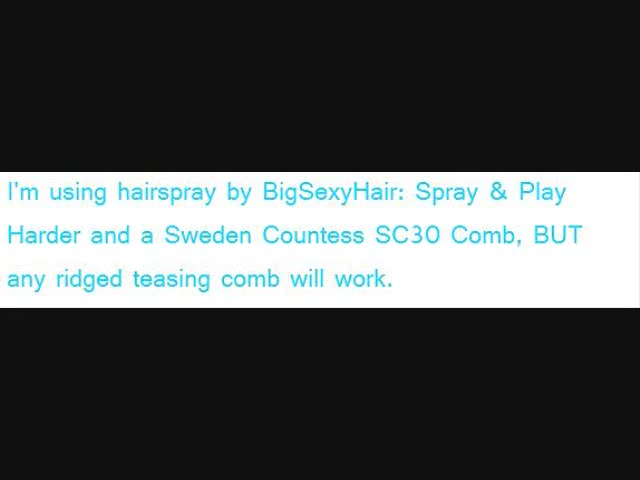 I'm using hairspray by BigSexyHair: Spray & Play
Harder and a Sweden Countess SC30 Comb, BUT
any ridged teasing comb will work.